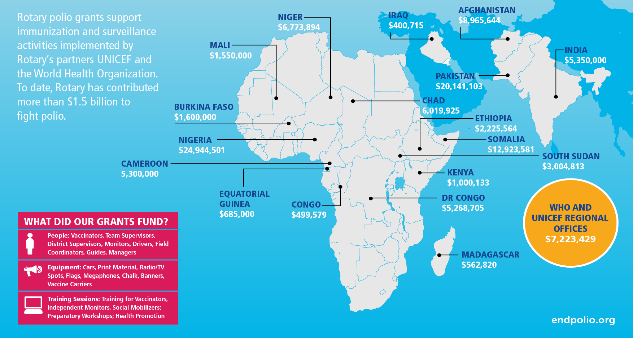 Rotary polio grants support
immunization and surveillance
activities implemented by
Rotary's partners UNICEF and
the World Health Organization.
To date, Rotary has contributed
more than $1.5 billion to
fight polio.
NIGER
$6,773,894
IRAQ
$400,715
AFGHANISTAN
$8,965,644
MALI
$1,550,000
INDIA
$5,350,000
PAKISTAN
$20,141,103
BURKINA FASO
$1,600,000
CHAD
6,019,925
ETHIOPIA
$2,225,564
NIGERIA
$24,944,501
SOMALIA
$12,923,581
CAMEROON
5,300,000
SOUTH SUDAN
$3,004,813
KENYA
$1,000,133
EQUATORIAL
GUINEA
$685,000
CONGO
$499,579
DR CONGO
$5,268,705
WHO AND
UNICEF REGIONAL
OFFICES
$7,223,429
MADAGASCAR
$562,820
WHAT DID OUR GRANTS FUND?
People: Vaccinators, Team Supervisors,
District Supervisors, Monitors, Drivers, Field
Coordinators, Guides, Managers
Equipment: Cars, Print Material, Radio/TV
Spots, Flags, Megaphones, Chalk, Banners,
Vaccine Carriers
Training Sessions: Training for Vaccinators,
Independent Monitors, Social Mobilizers;
Preparatory Workshops; Health Promotion
endpolio.org